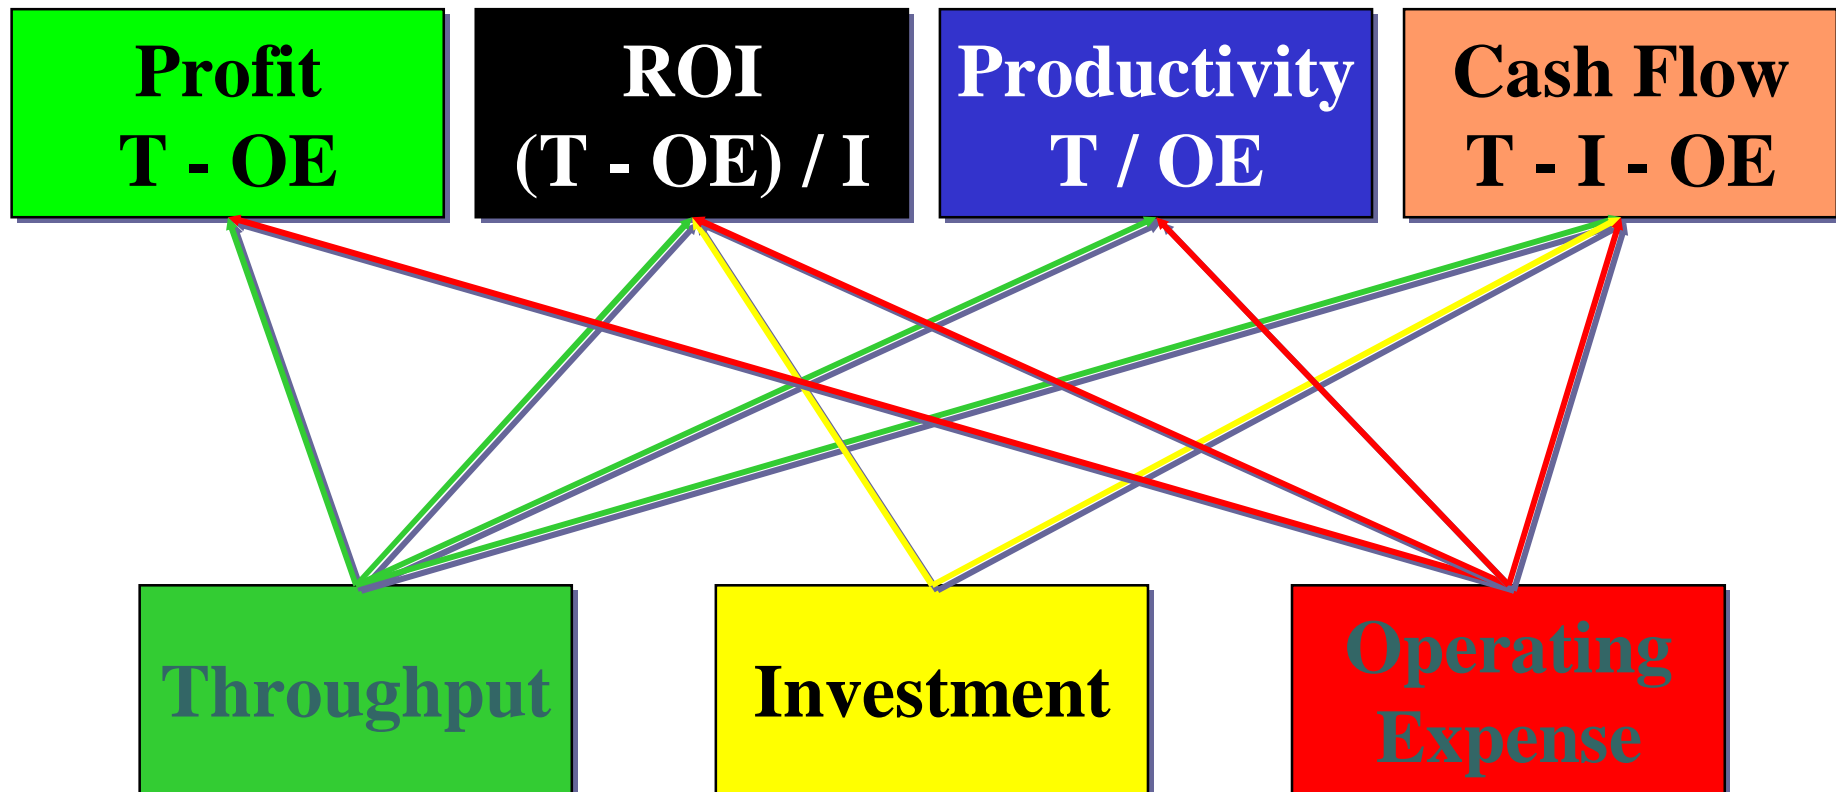 Profit
T - OE
ROI
(T - OE) / I
Productivity
T / OE
Cash Flow
T - I - OE
Throughput
Investment
Operating
Expense